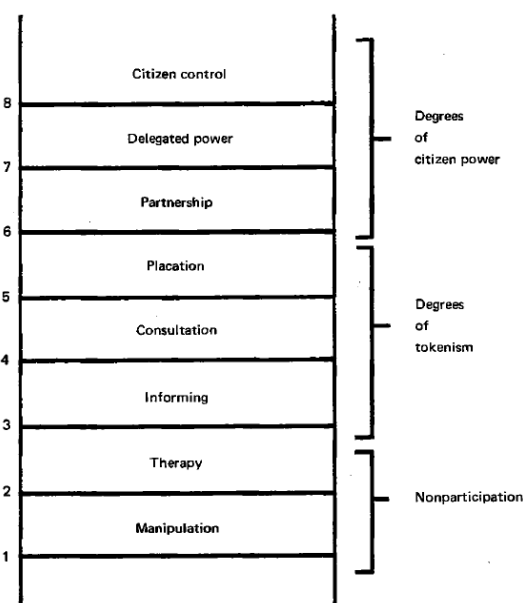 Citizen control
8
Delegated power
7
Partnership
6
Placation
5
Consultation
4
Informing
3
Therapy
2
Manipulation
1
Degrees
of
citizen power
Degrees
of
tokenism
Nonparticipation